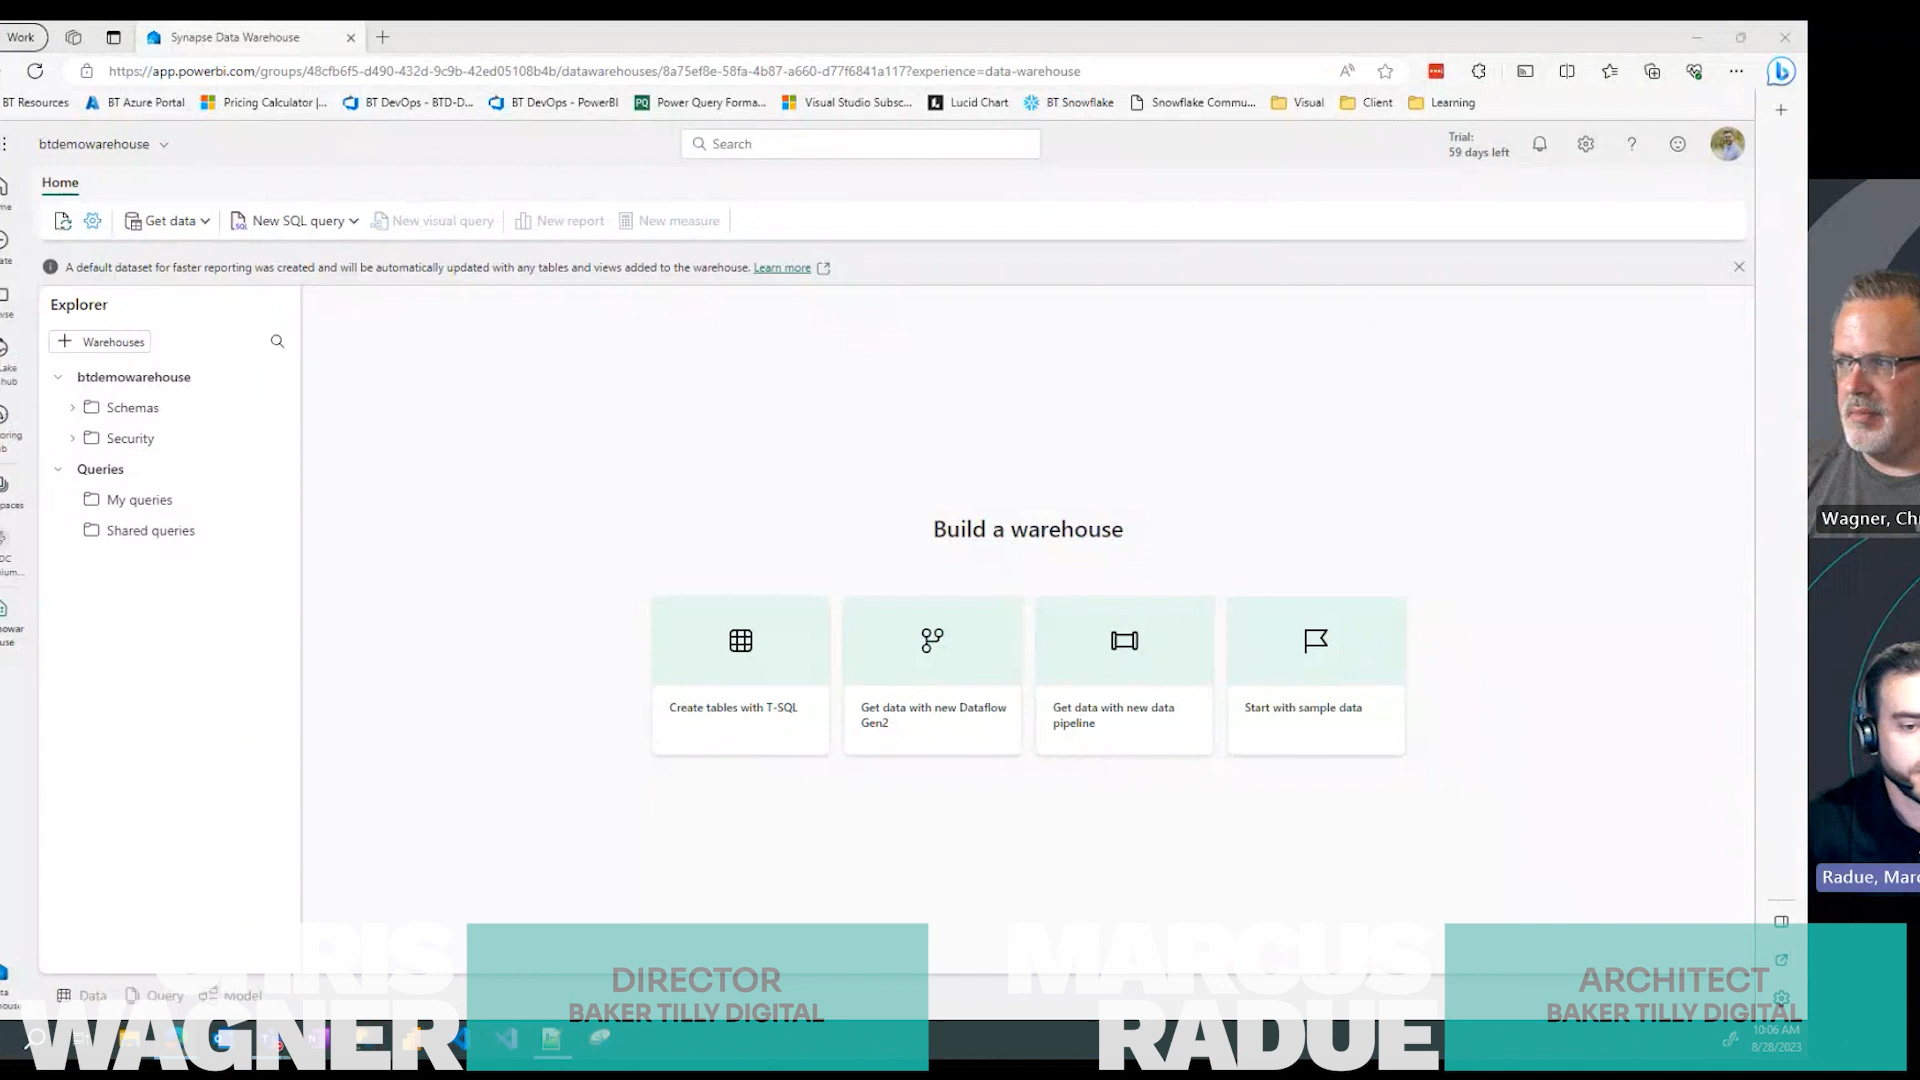 Work
Synapse Data Warehouse
https://app.powerbi.com/groups/48cfb6f5-d490-432d-9c9b-42ed05108b4b/datawarehouses/8a75ef8e-58fa-4b87-a660-d77f6841a117?experience=data-warehouse
BT Resources
BT Azure Portal
Pricing Calculator |...
BT DevOps - BTD-D...
BT DevOps - PowerBI
Power Query Forma...
Visual Studio Subsc...
Lucid Chart
BT Snowflake
Snowflake Commu...
Visual
Client
Learning
btdemowarehouse
Search
Trial:
59 days left
Home
Get data
New SQL query
New visual query
New report
New measure
A default dataset for faster reporting was created and will be automatically updated with any tables and views added to the warehouse. Learn more
Explorer
Warehouses
btdemowarehouse
Schemas
Security
Queries
My queries
Shared queries
Build a warehouse
Create tables with T-SQL
Get data with new Dataflow
Gen2
Get data with new data
pipeline
Start with sample data
Wagner, Ch
Radue, Marc
Data
Query
Model
CHRIS
WAGNER
DIRECTOR
BAKER TILLY DIGITAL
MARCUS
RADUE
ARCHITECT
BAKER TILLY DIGITAL
10:06 AM
8/28/2023